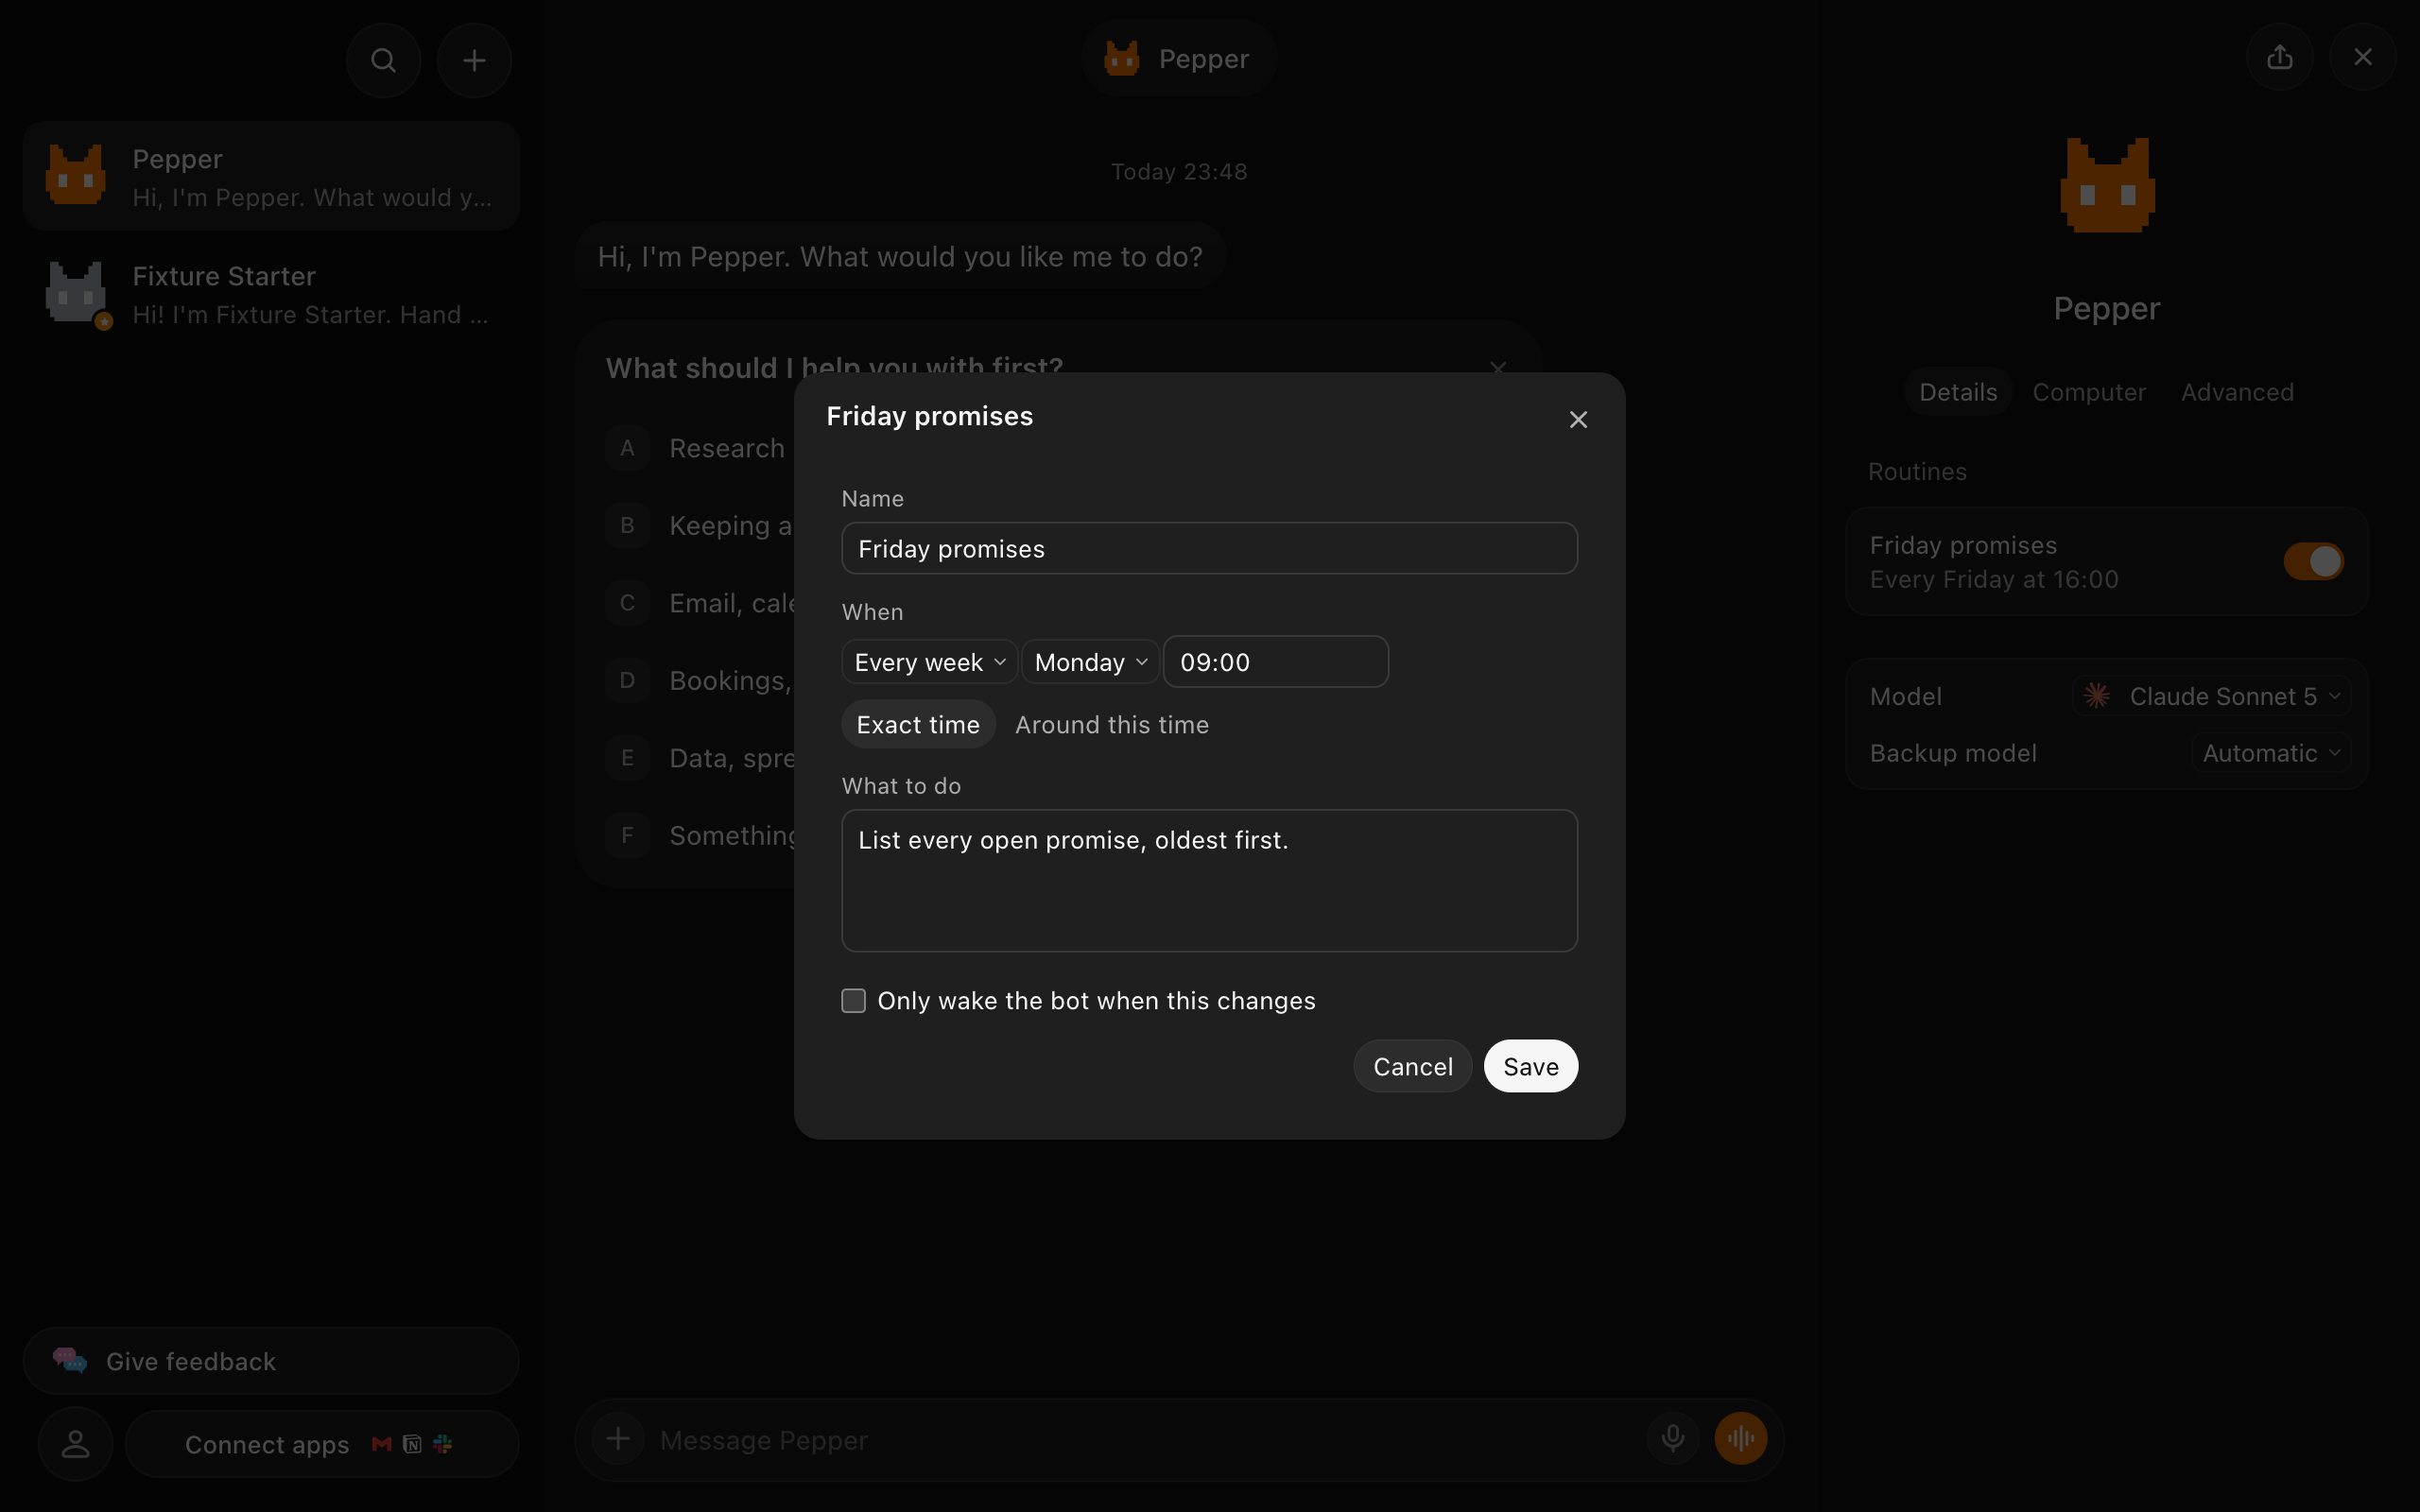 Pepper
Hi, I'm Pepper. What would y...
Fixture Starter
Hi! I'm Fixture Starter. Hand ...
Give feedback
Connect apps
Pepper
Today 23:48
Hi, I'm Pepper. What would you like me to do?
What should I help you with first?
A Research
B Keeping a
C Email, cale
D Bookings,
E Data, spre
F Something
Message Pepper
Friday promises
Name
Friday promises
When
Every week Monday 09:00
Exact time Around this time
What to do
List every open promise, oldest first.
Only wake the bot when this changes
Cancel Save
Pepper
Details Computer Advanced
Routines
Friday promises
Every Friday at 16:00
Model Claude Sonnet 5
Backup model Automatic